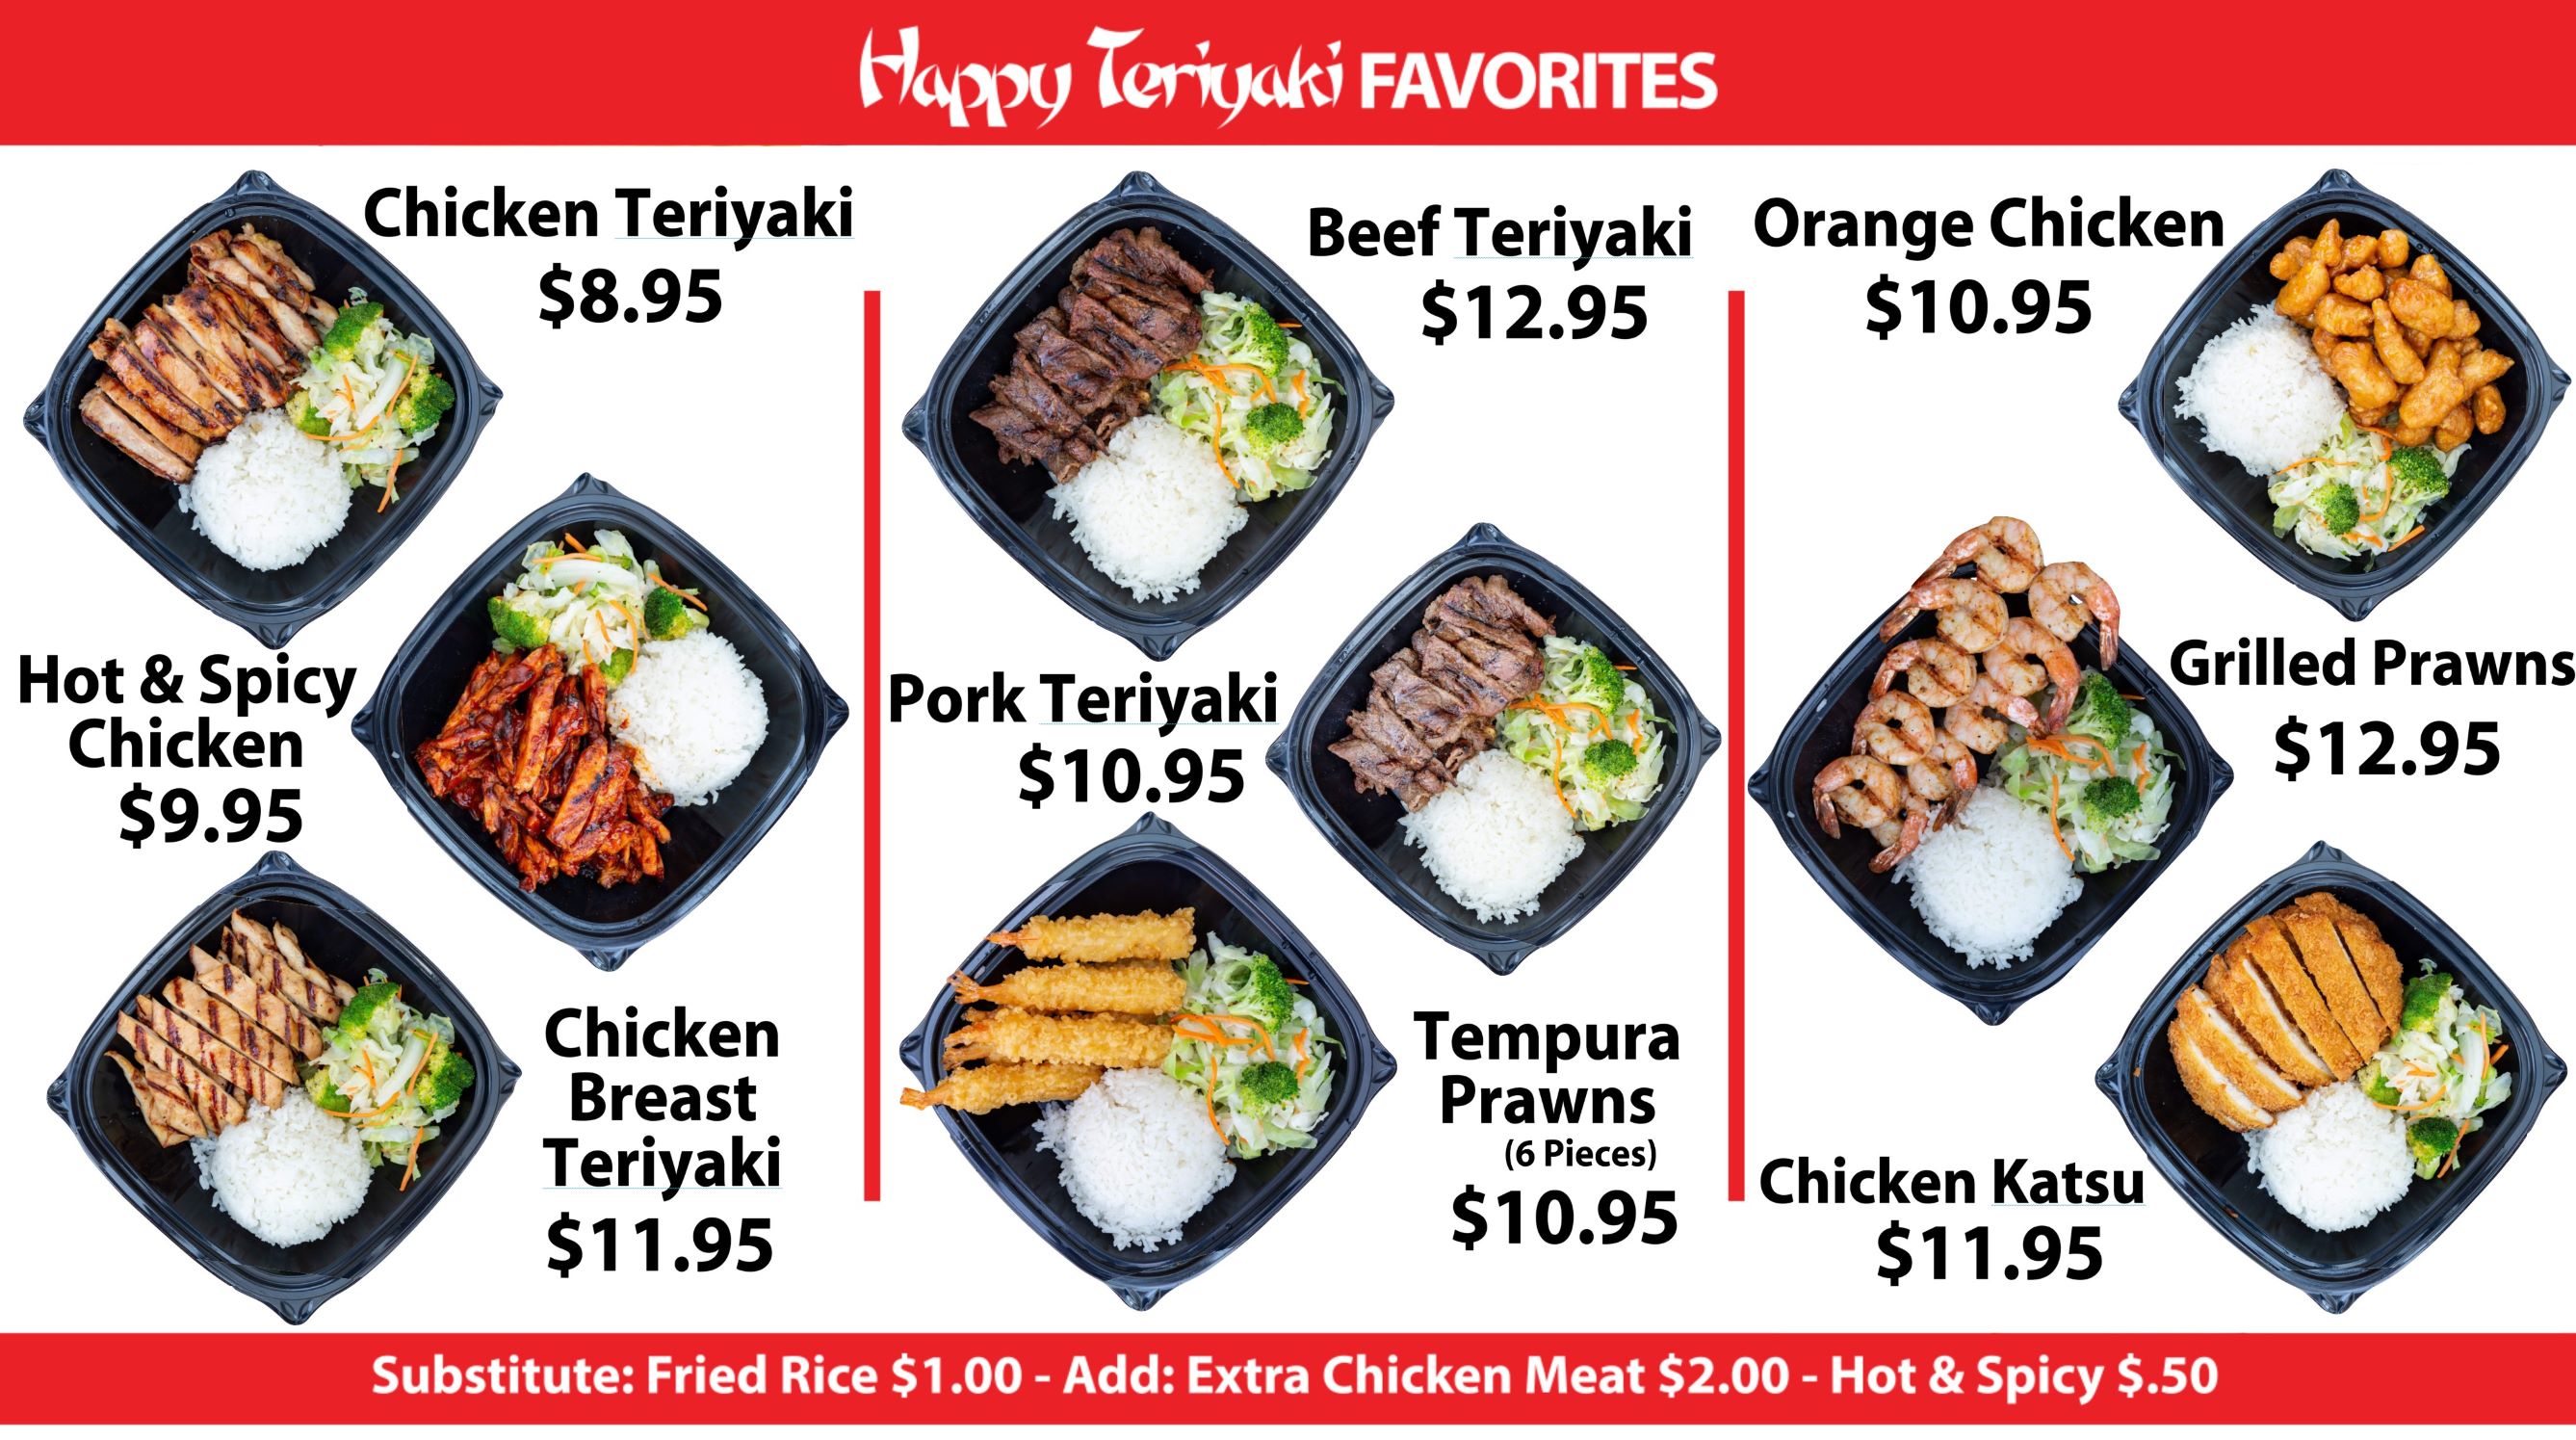 Happy Teriyaki FAVORITES
Chicken Teriyaki
$8.95
Hot & Spicy
Chicken
$9.95
Chicken
Breast
Teriyaki
$11.95
Beef Teriyaki
$12.95
Pork Teriyaki
$10.95
Tempura
Prawns
(6 Pieces)
$10.95
Orange Chicken
$10.95
Grilled Prawns
$12.95
Chicken Katsu
$11.95
Substitute: Fried Rice $1.00 - Add: Extra Chicken Meat $2.00 - Hot & Spicy $.50